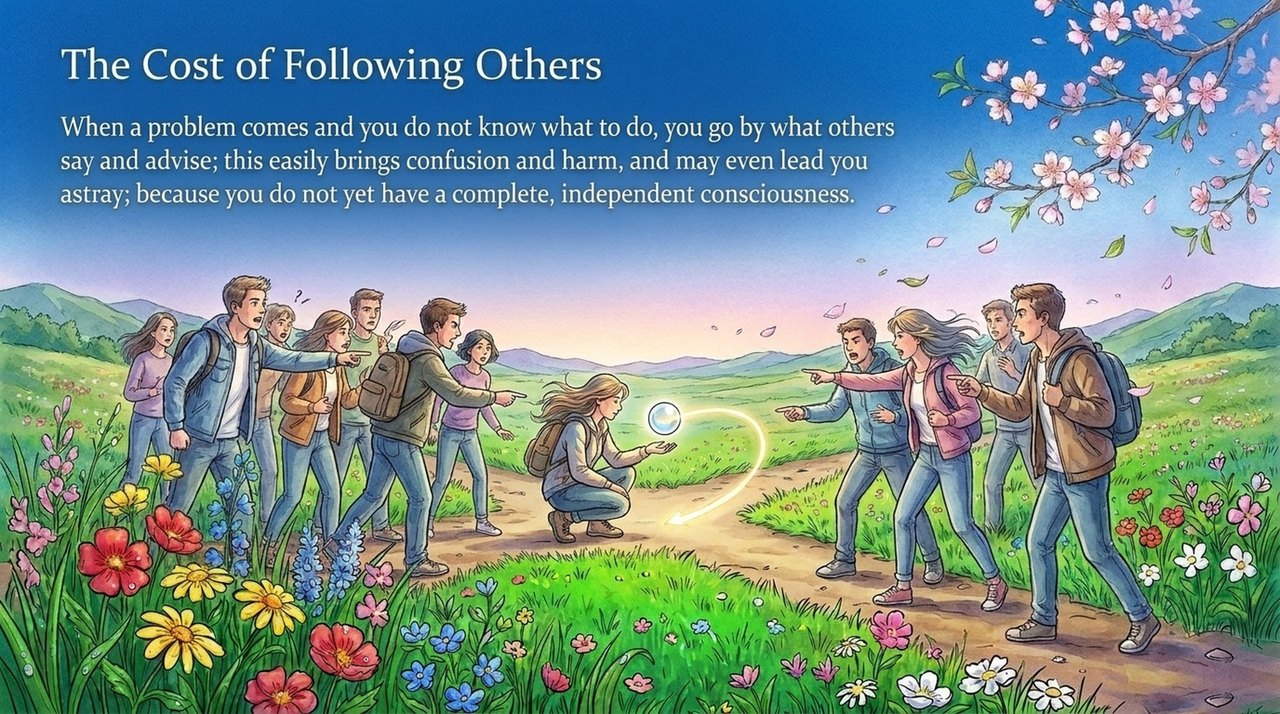 The Cost of Following Others
When a problem comes and you do not know what to do, you go by what others
say and advise; this easily brings confusion and harm, and may even lead you
astray; because you do not yet have a complete, independent consciousness.
?